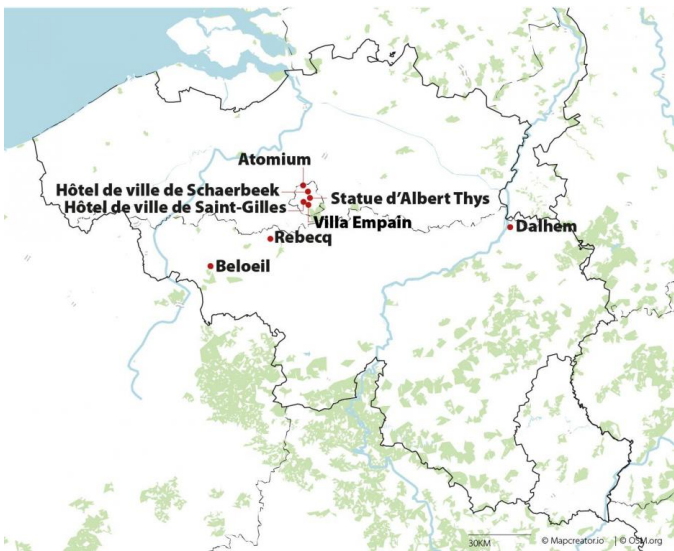 Atomium
Hôtel de ville de Schaerbeek
Hôtel de ville de Saint-Gilles
Statue d'Albert Thys
Villa Empain
Rebecq
Dalhem
Beloeil
30KM
© Mapcreator.io | © OSM.org